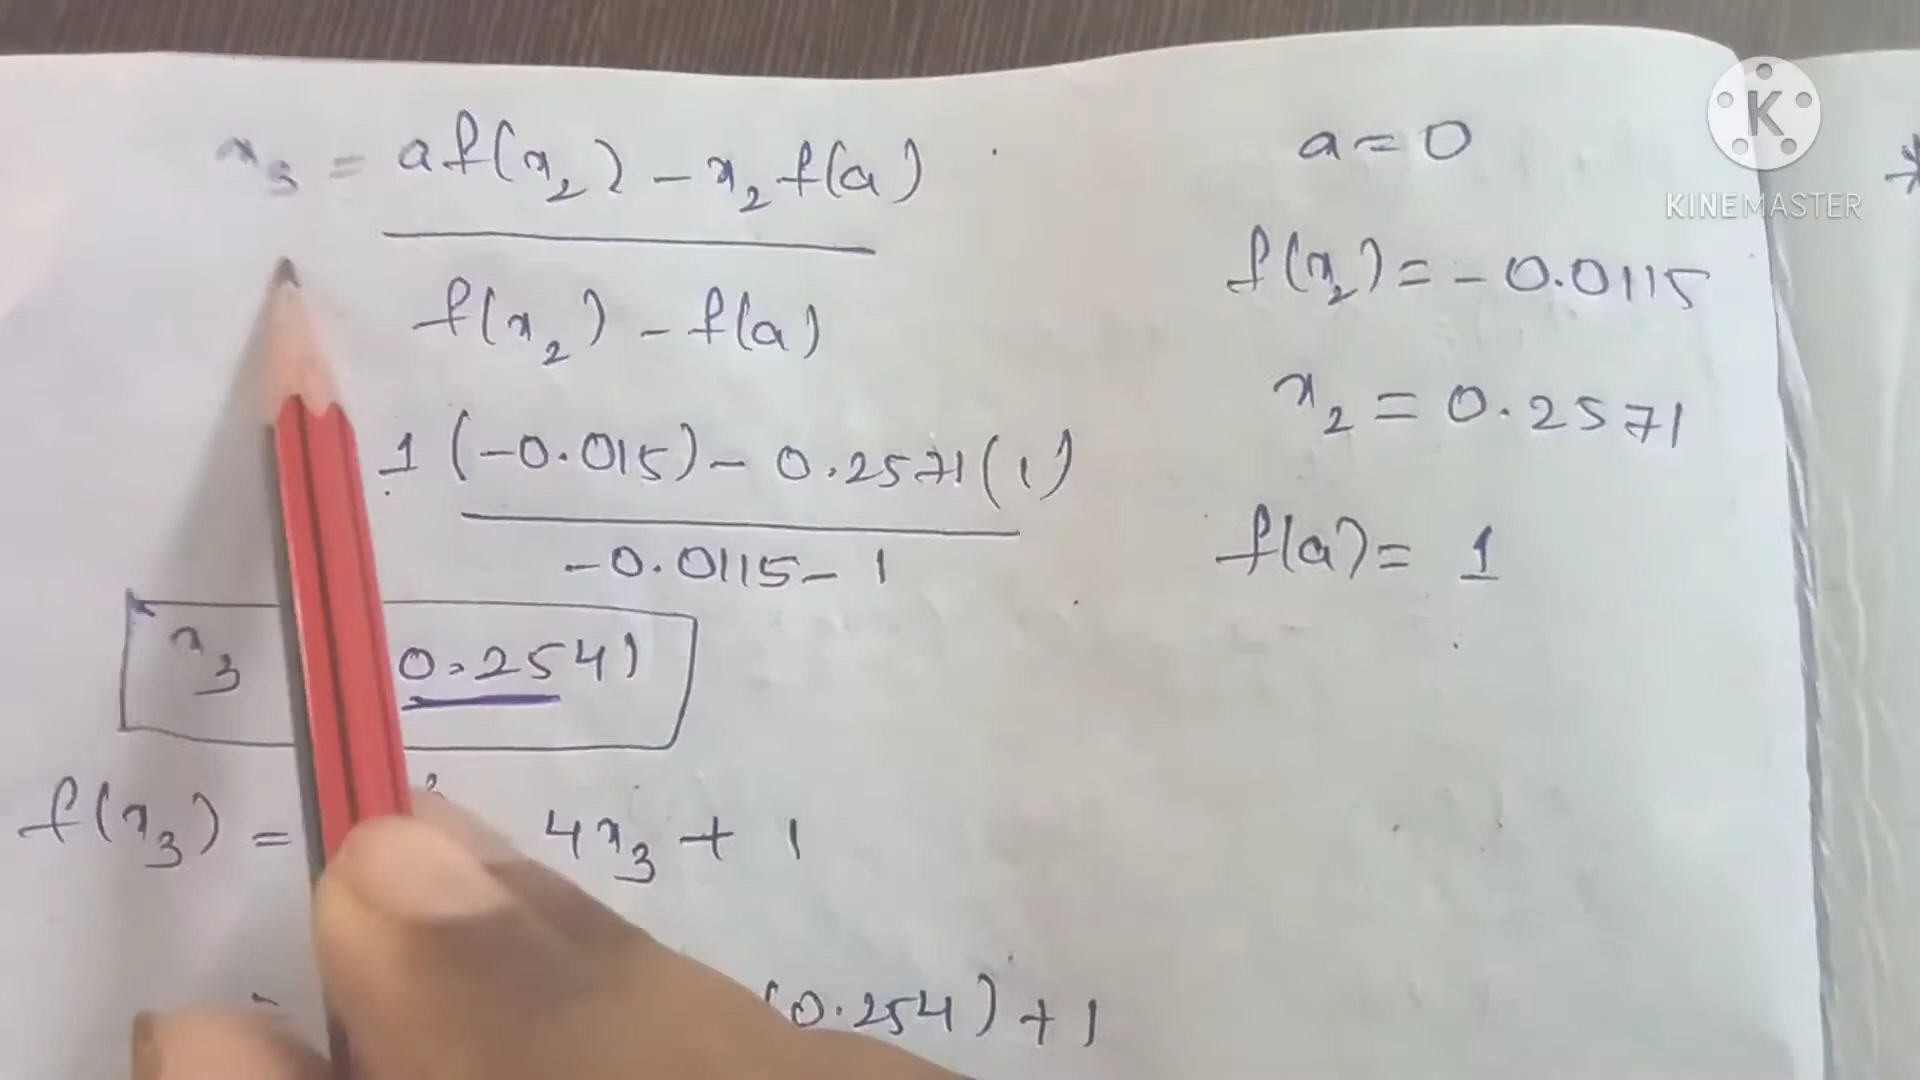 x₃ = af(x₂) - x₂f(a)
f(x₂) - f(a)
1 (-0.015) - 0.2571(1)
-0.0115 - 1
x₃ 0.2541
f(x₃) = ³ 4x₃ + 1
(0.254) + 1
a = 0
f(x₂) = -0.0115
x₂ = 0.2571
f(a) = 1
K
KINEMASTER